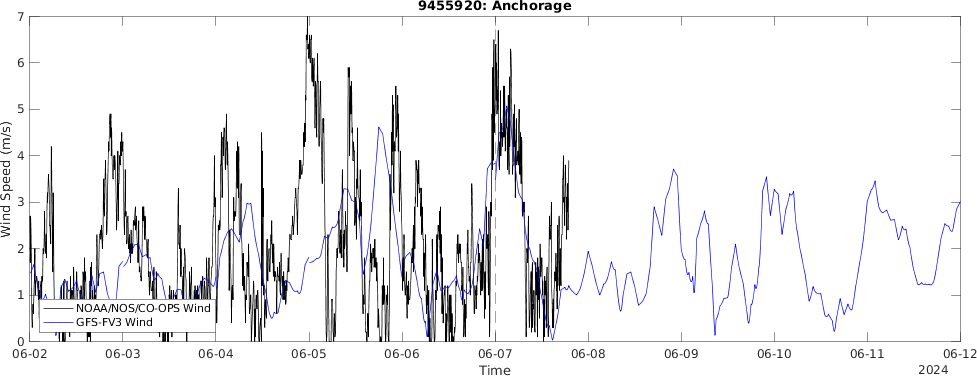 9455920: Anchorage
7
6
5
4
3
2
1
0
Wind Speed (m/s)
NOAA/NOS/CO-OPS Wind
GFS-FV3 Wind
06-02 06-03 06-04 06-05 06-06 06-07 06-08 06-09 06-10 06-11 06-12
Time
2024